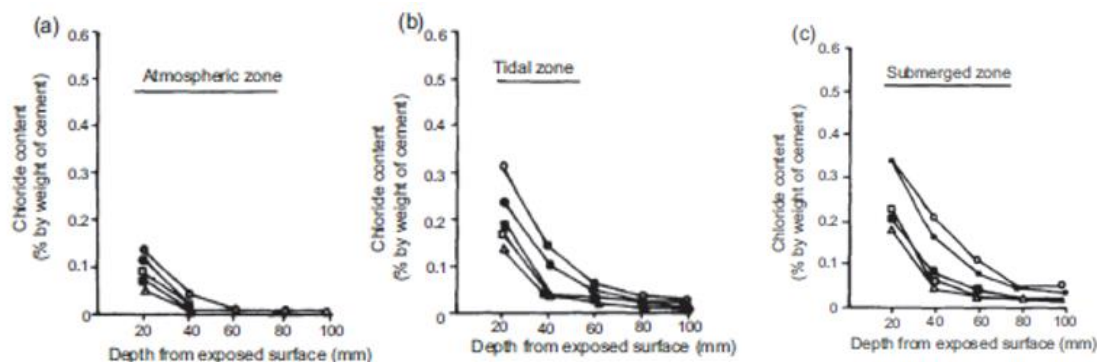 (a)
Atmospheric zone
Chloride content
(% by weight of cement)
0.6
0.5
0.4
0.3
0.2
0.1
0
20 40 60 80 100
Depth from exposed surface (mm)
(b)
Tidal zone
Chloride content
(% by weight of cement)
0.6
0.5
0.4
0.3
0.2
0.1
0
20 40 60 80 100
Depth from exposed surface (mm)
(c)
Submerged zone
Chloride content
(% by weight of cement)
0.6
0.5
0.4
0.3
0.2
0.1
0
20 40 60 80 100
Depth from exposed surface (mm)